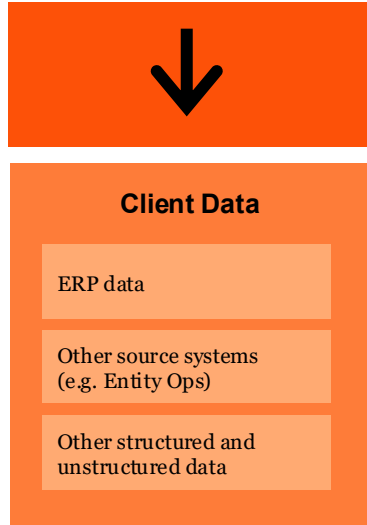 Client Data
ERP data
Other source systems
(e.g. Entity Ops)
Other structured and
unstructured data